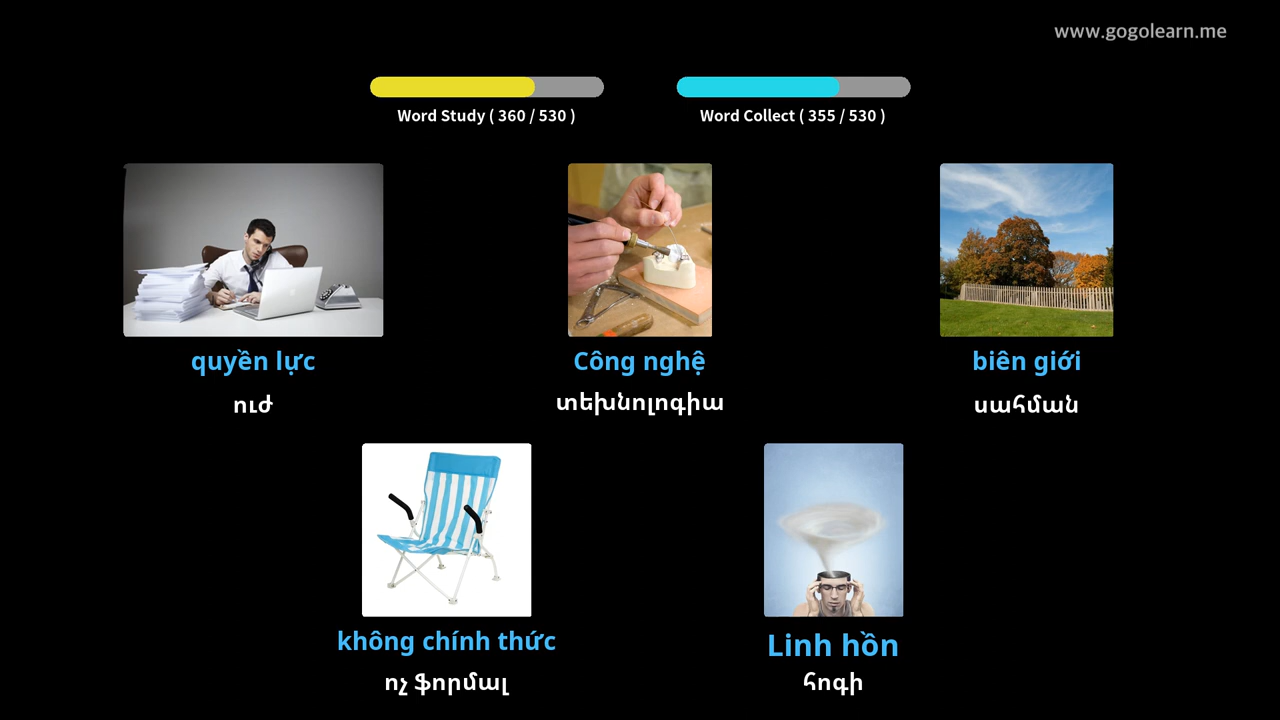 www.gogolearn.me
Word Study ( 360 / 530 )
Word Collect ( 355 / 530 )
quyền lực
ուժ
Công nghệ
տեխնոլոգիա
biên giới
սահման
không chính thức
ոչ ֆորմալ
Linh hồn
հոգի